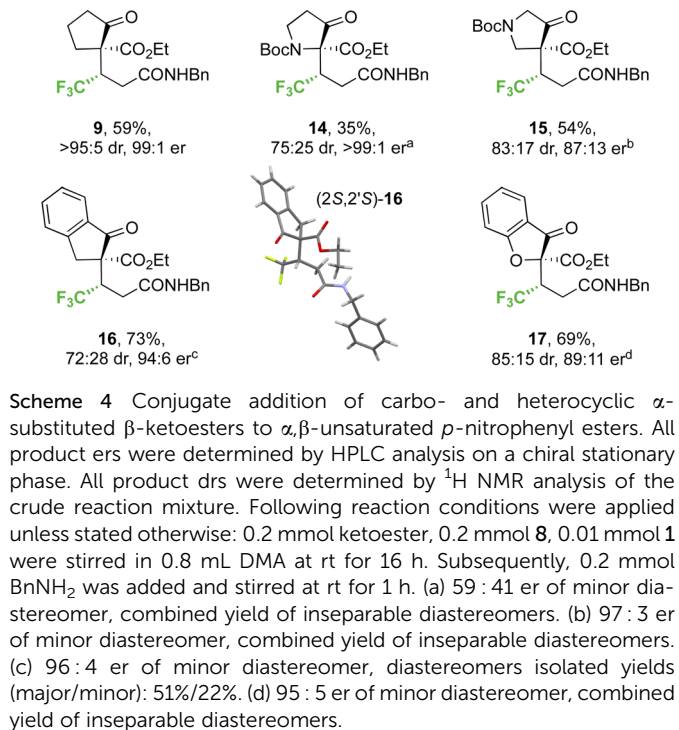 O
CO₂Et
F₃C
CONHBn
9, 59%,
>95:5 dr, 99:1 er
O
BocN
CO₂Et
F₃C
CONHBn
14, 35%,
75:25 dr, >99:1 erᵃ
BocN
O
CO₂Et
F₃C
CONHBn
15, 54%,
83:17 dr, 87:13 erᵇ
O
CO₂Et
F₃C
CONHBn
16, 73%,
72:28 dr, 94:6 erᶜ
(2S,2'S)-16
O
O
CO₂Et
F₃C
CONHBn
17, 69%,
85:15 dr, 89:11 erᵈ
Scheme 4 Conjugate addition of carbo- and heterocyclic α-
substituted β-ketoesters to α,β-unsaturated p-nitrophenyl esters. All
product ers were determined by HPLC analysis on a chiral stationary
phase. All product drs were determined by ¹H NMR analysis of the
crude reaction mixture. Following reaction conditions were applied
unless stated otherwise: 0.2 mmol ketoester, 0.2 mmol 8, 0.01 mmol 1
were stirred in 0.8 mL DMA at rt for 16 h. Subsequently, 0.2 mmol
BnNH₂ was added and stirred at rt for 1 h. (a) 59 : 41 er of minor dia-
stereomer, combined yield of inseparable diastereomers. (b) 97 : 3 er
of minor diastereomer, combined yield of inseparable diastereomers.
(c) 96 : 4 er of minor diastereomer, diastereomers isolated yields
(major/minor): 51%/22%. (d) 95 : 5 er of minor diastereomer, combined
yield of inseparable diastereomers.